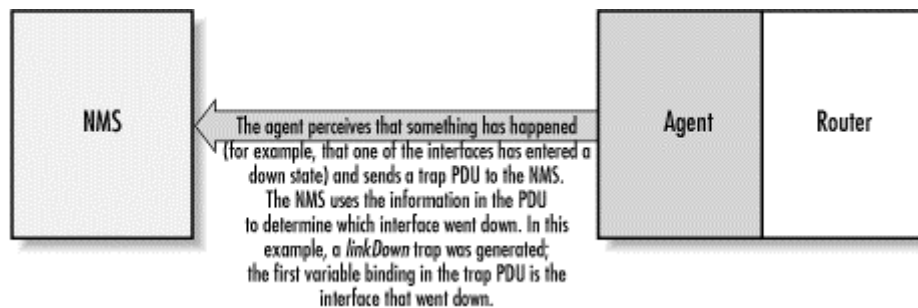 NMS
The agent perceives that something has happened
(for example, that one of the interfaces has entered a
down state) and sends a trap PDU to the NMS.
The NMS uses the information in the PDU
to determine which interface went down. In this
example, a linkDown trap was generated;
the first variable binding in the trap PDU is the
interface that went down.
Agent
Router